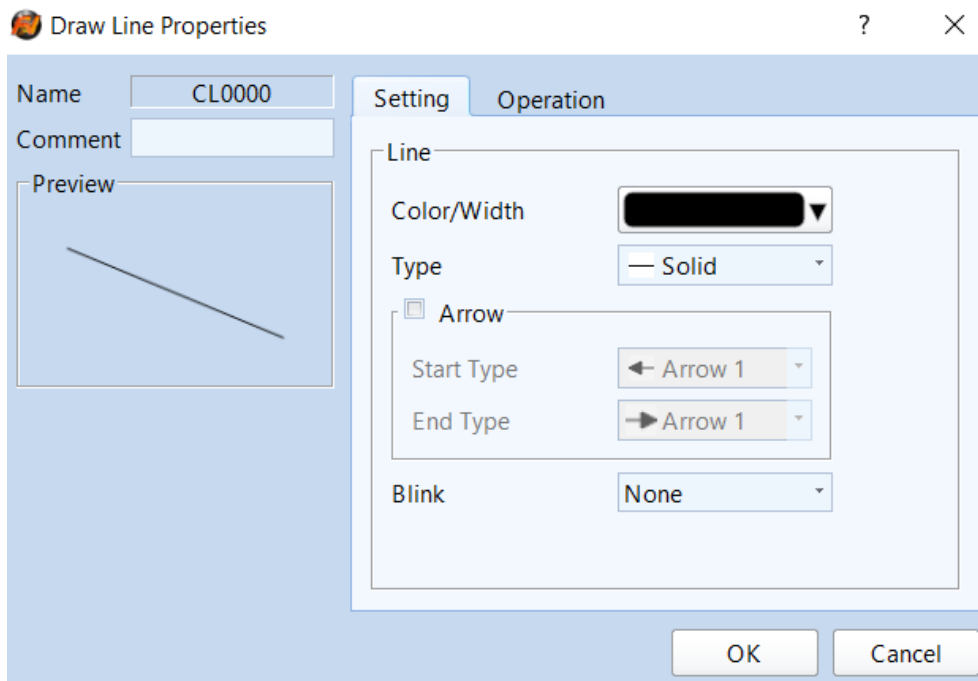 Draw Line Properties ?
Name CL0000
Comment
Preview
Setting Operation
Line
Color/Width
Type Solid
Arrow
Start Type Arrow 1
End Type Arrow 1
Blink None
OK Cancel